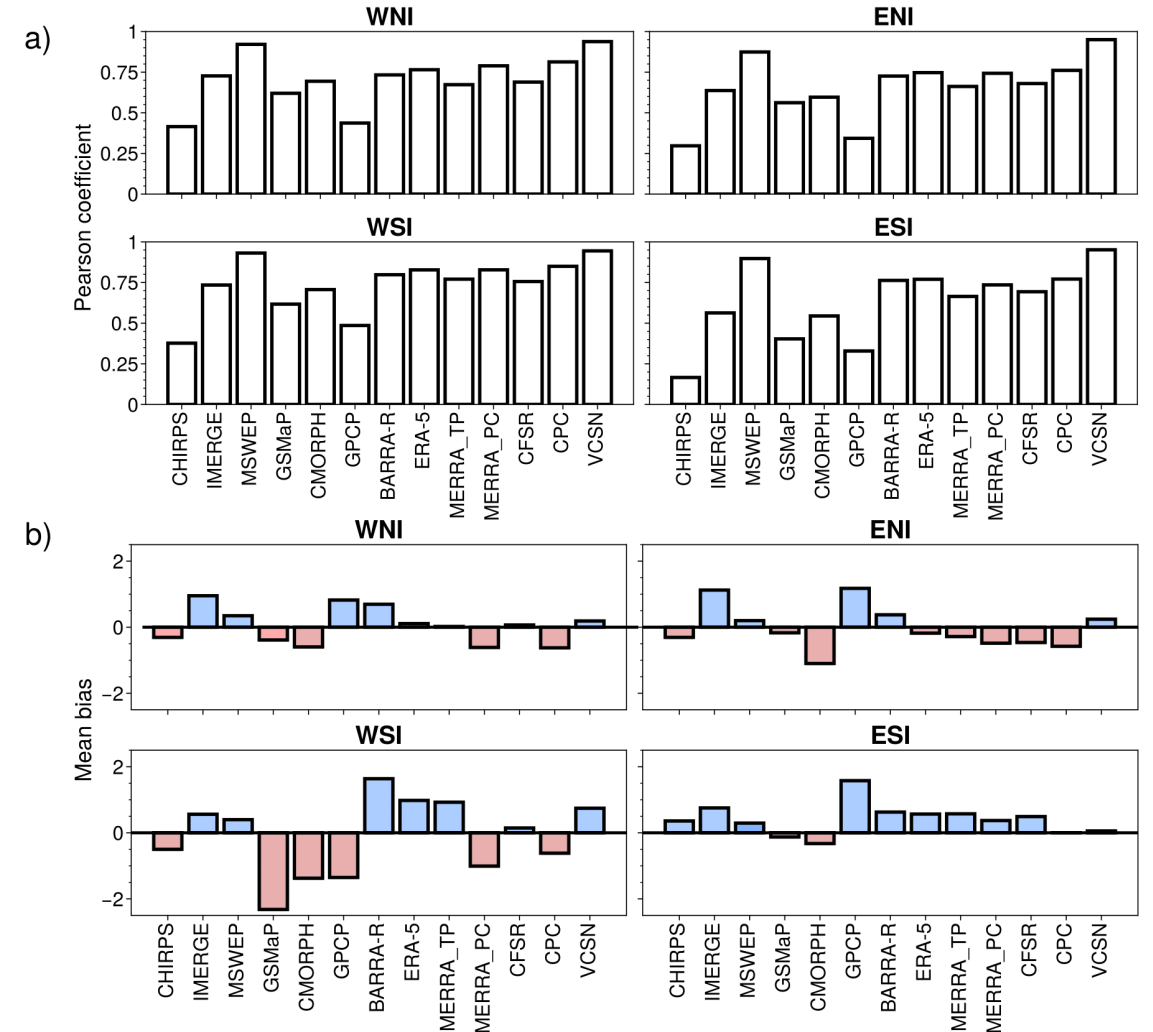 a)
WNI ENI
1
0.75
0.5
0.25
0
Pearson coefficient
WSI ESI
1
0.75
0.5
0.25
0
CHIRPS IMERGE MSWEP GSMaP CMORPH GPCP BARRA-R ERA-5 MERRA_TP MERRA_PC CFSR CPC VCSN CHIRPS IMERGE MSWEP GSMaP CMORPH GPCP BARRA-R ERA-5 MERRA_TP MERRA_PC CFSR CPC VCSN
b)
WNI ENI
2
0
−2
Mean bias
WSI ESI
2
0
−2
CHIRPS IMERGE MSWEP GSMaP CMORPH GPCP BARRA-R ERA-5 MERRA_TP MERRA_PC CFSR CPC VCSN CHIRPS IMERGE MSWEP GSMaP CMORPH GPCP BARRA-R ERA-5 MERRA_TP MERRA_PC CFSR CPC VCSN